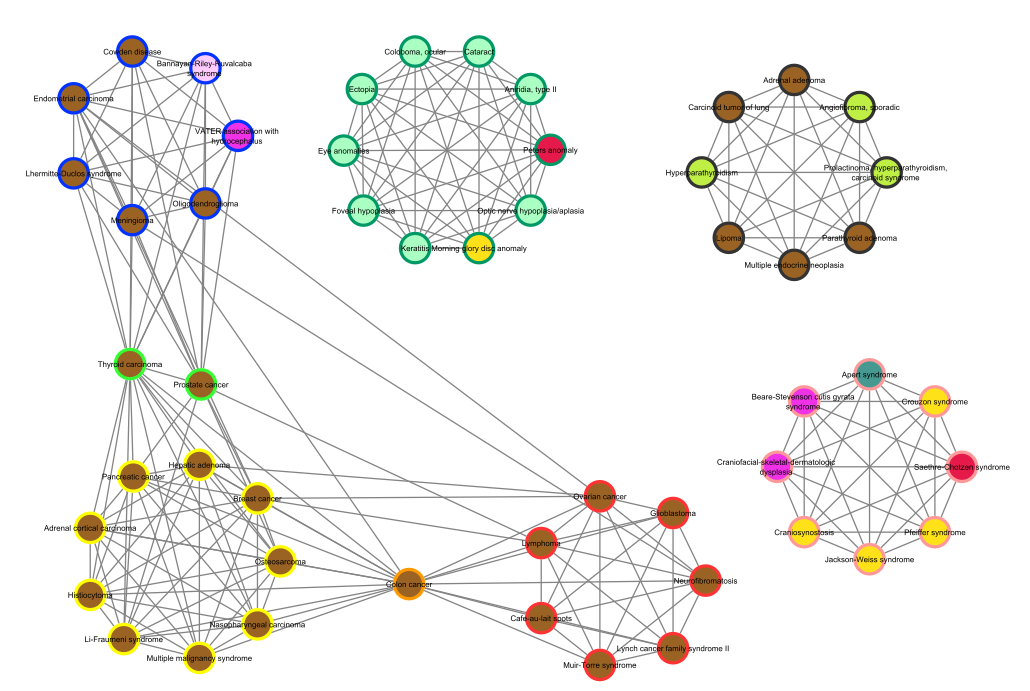 Cowden disease
Bannayan-Riley-Ruvalcaba
syndrome
Endometrial carcinoma
VATER association with
hydrocephalus
Lhermitte-Duclos syndrome
Oligodendroglioma
Meningioma
Coloboma, ocular
Cataract
Ectopia
Aniridia, type II
Eye anomalies
Peters anomaly
Foveal hypoplasia
Optic nerve hypoplasia/aplasia
Keratitis
Morning glory disc anomaly
Adrenal adenoma
Carcinoid tumor of lung
Angiofibroma, sporadic
Hyperparathyroidism
Prolactinoma, hyperparathyroidism,
carcinoid syndrome
Lipoma
Parathyroid adenoma
Multiple endocrine neoplasia
Thyroid carcinoma
Prostate cancer
Apert syndrome
Beare-Stevenson cutis gyrata
syndrome
Crouzon syndrome
Craniofacial-skeletal-dermatologic
dysplasia
Saethre-Chotzen syndrome
Craniosynostosis
Pfeiffer syndrome
Jackson-Weiss syndrome
Hepatic adenoma
Pancreatic cancer
Breast cancer
Adrenal cortical carcinoma
Osteosarcoma
Histiocytoma
Nasopharyngeal carcinoma
Li-Fraumeni syndrome
Multiple malignancy syndrome
Colon cancer
Ovarian cancer
Glioblastoma
Lymphoma
Neurofibromatosis
Cafe-au-lait spots
Lynch cancer family syndrome II
Muir-Torre syndrome